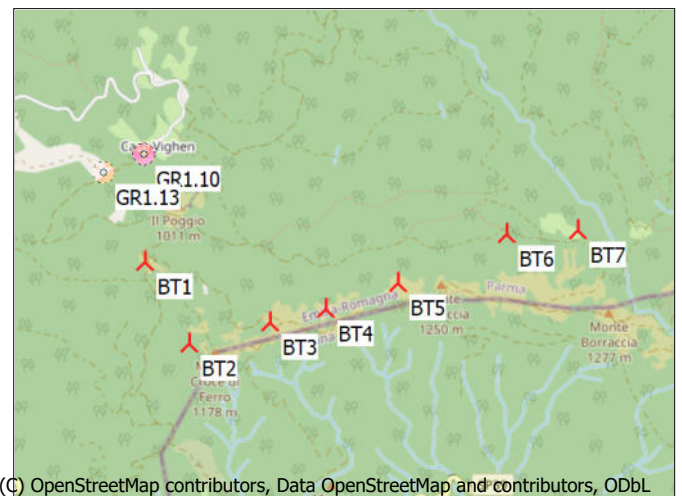 Vighen
GR1.10
GR1.13
Il Poggio
1011 m
BT1
BT6
BT7
BT5
BT4
BT3
BT2
Parma
Emilia-Romagna
1250 m
Monte
Borraccia
1277 m
Croce di
Ferro
1178 m
(C) OpenStreetMap contributors, Data OpenStreetMap and contributors, ODbL